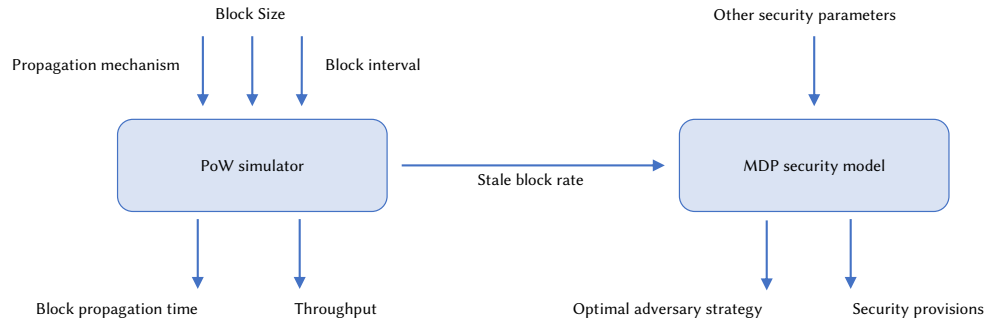 Block Size
Other security parameters
Propagation mechanism
Block interval
PoW simulator
Stale block rate
MDP security model
Block propagation time
Throughput
Optimal adversary strategy
Security provisions